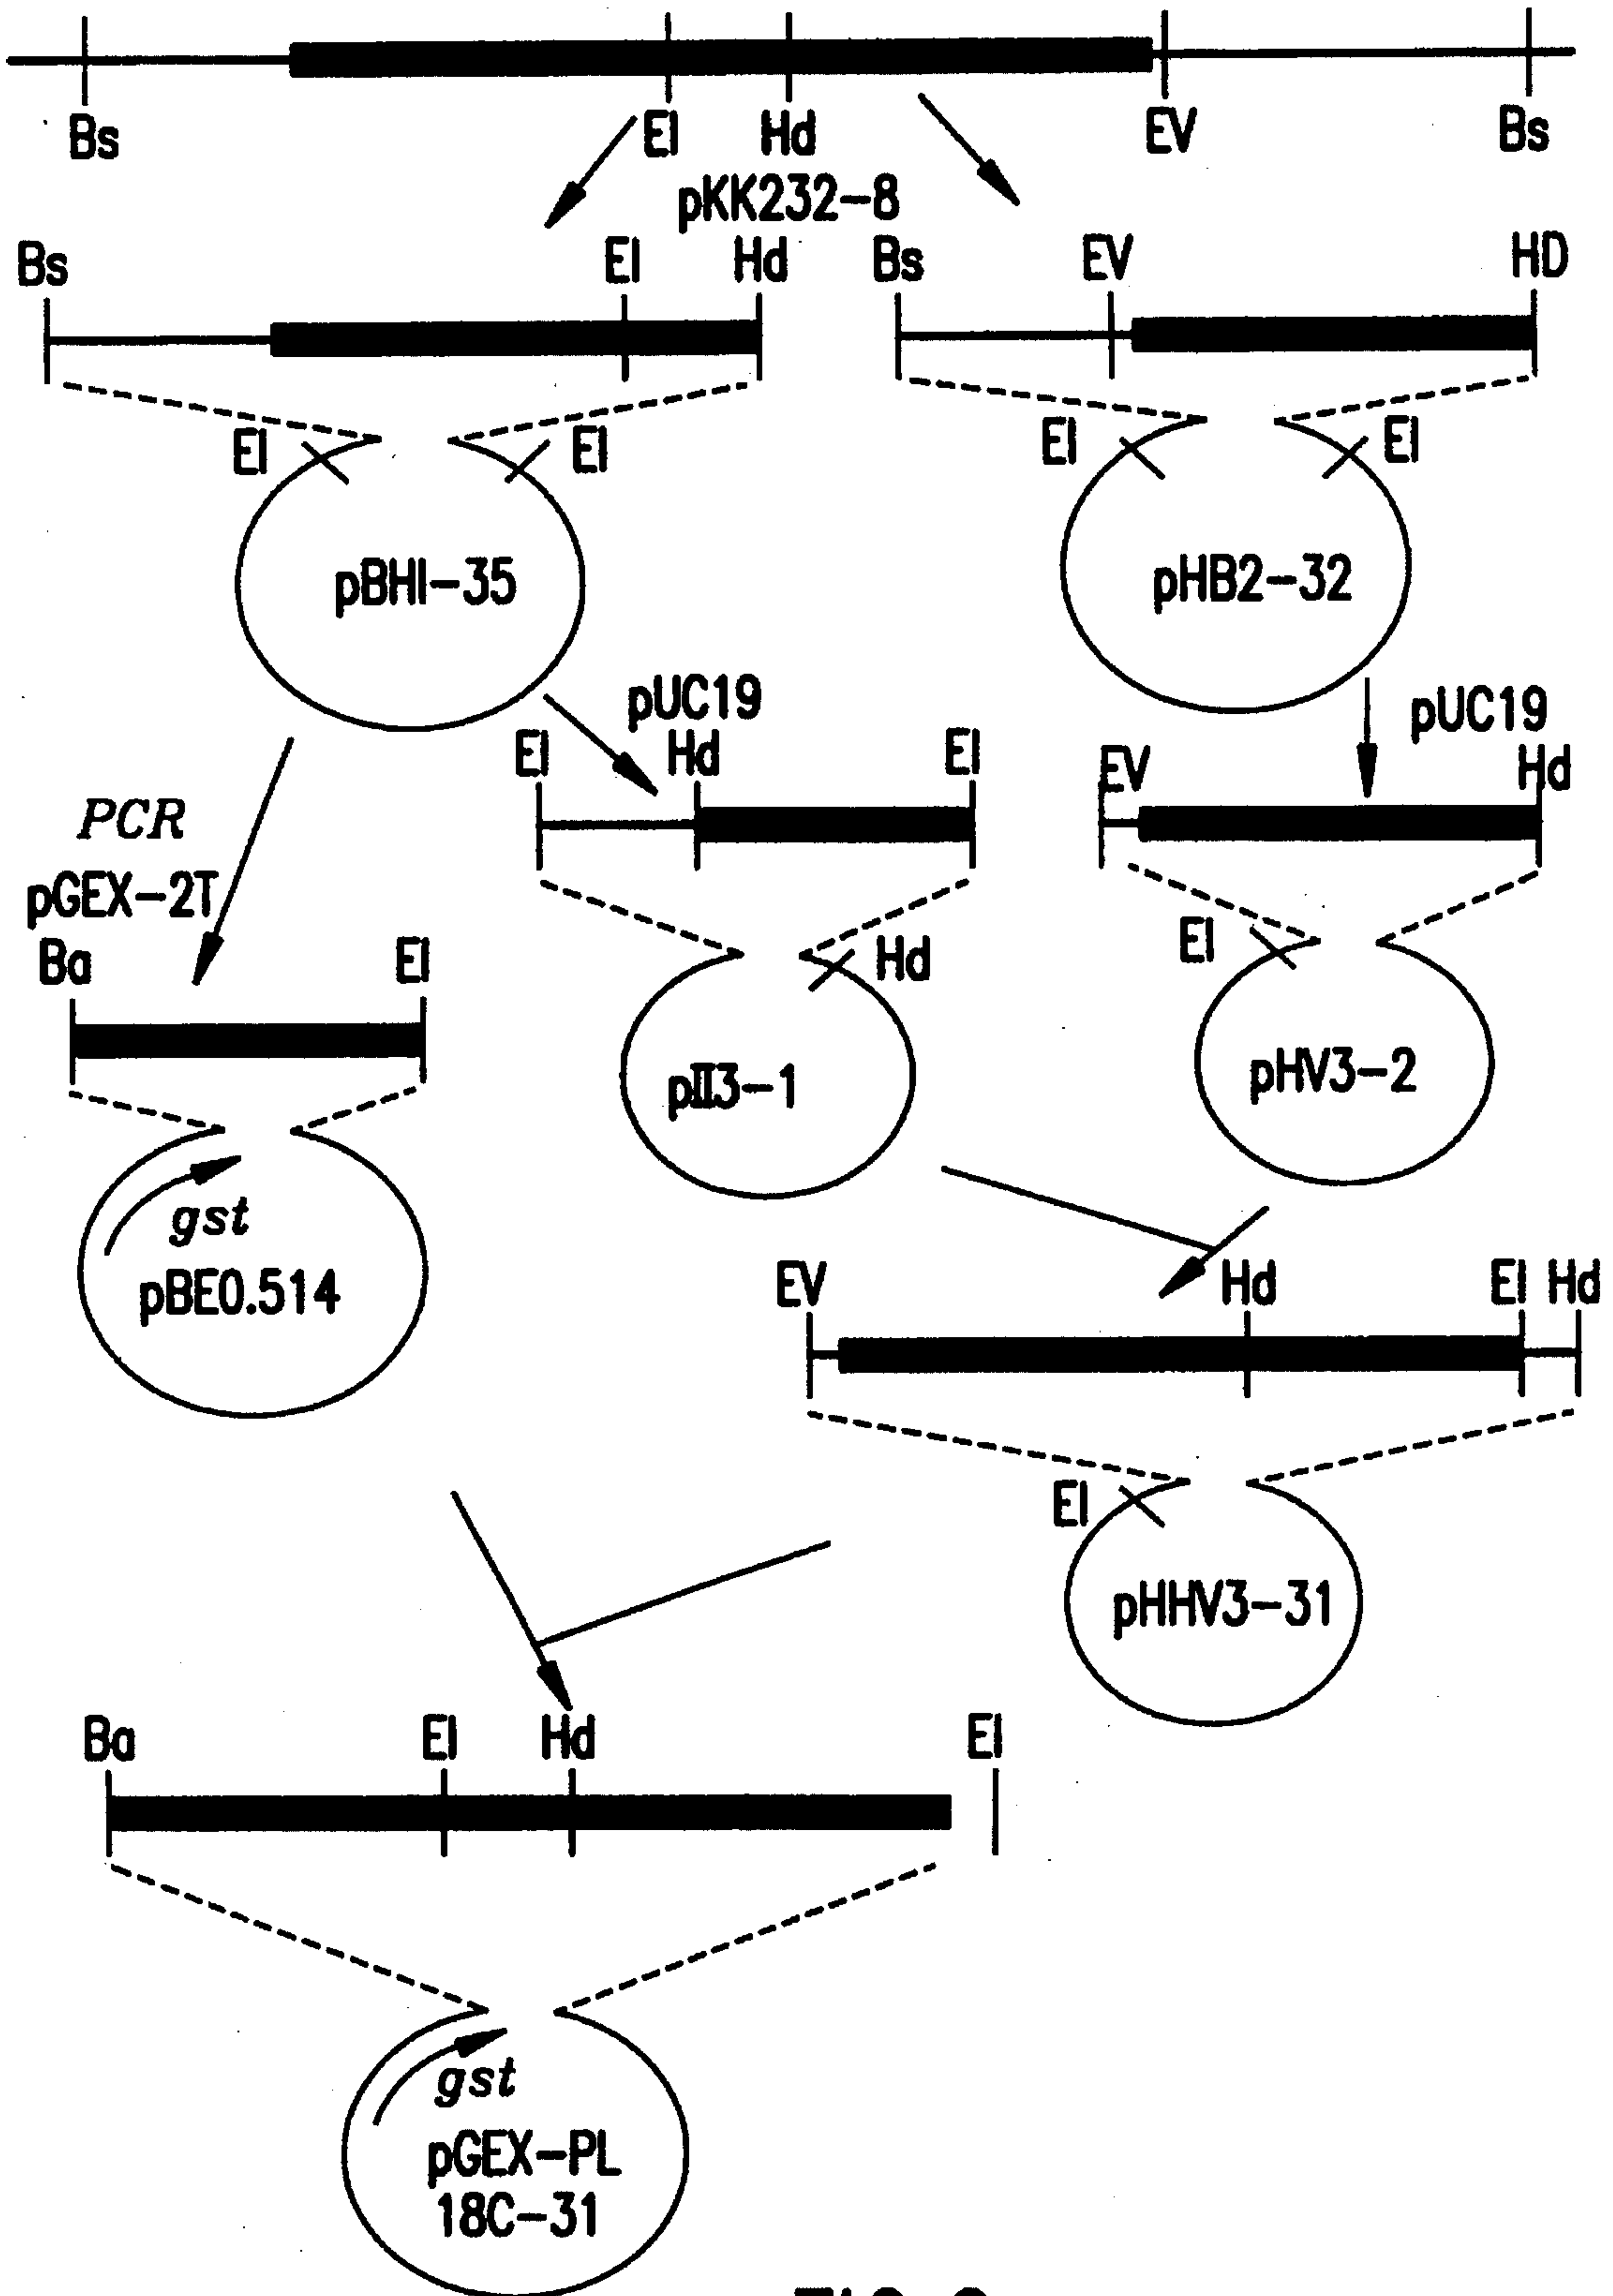 Bs EI Hd EV Bs
pKK232-8
Bs EI Hd Bs EV HD
EI EI EI EI
pBHI-35 pHB2-32
pUC19 pUC19
EI Hd EI EV Hd
PCR
pGEX-2T
Ba EI Hd EI
pII3-1 pHV3-2
gst
pBE0.514
EV Hd EI Hd
EI
pHHV3-31
Ba EI Hd EI
gst
pGEX-PL
18C-31